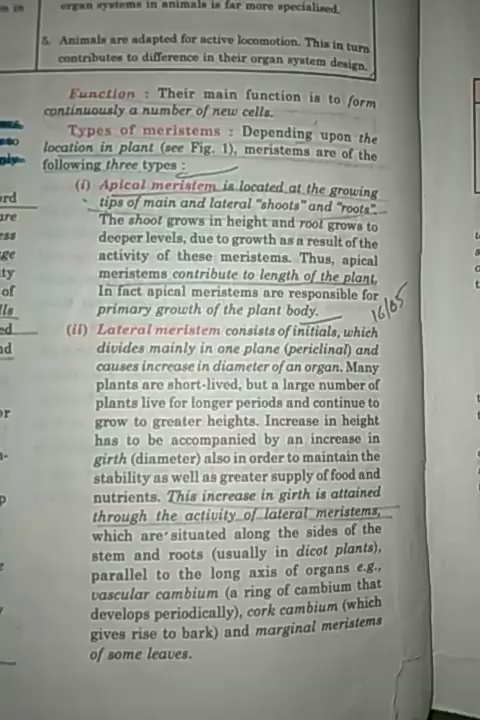 organ systems in animals is far more specialised.
5. Animals are adapted for active locomotion. This in turn
contributes to difference in their organ system design.
Function : Their main function is to form
continuously a number of new cells.
Types of meristems : Depending upon the
location in plant (see Fig. 1), meristems are of the
following three types :
(i) Apical meristem is located at the growing
tips of main and lateral "shoots" and "roots".
The shoot grows in height and root grows to
deeper levels, due to growth as a result of the
activity of these meristems. Thus, apical
meristems contribute to length of the plant.
In fact apical meristems are responsible for
primary growth of the plant body.
16/05
(ii) Lateral meristem consists of initials, which
divides mainly in one plane (periclinal) and
causes increase in diameter of an organ. Many
plants are short-lived, but a large number of
plants live for longer periods and continue to
grow to greater heights. Increase in height
has to be accompanied by an increase in
girth (diameter) also in order to maintain the
stability as well as greater supply of food and
nutrients. This increase in girth is attained
through the activity of lateral meristems,
which are situated along the sides of the
stem and roots (usually in dicot plants),
parallel to the long axis of organs e.g.,
vascular cambium (a ring of cambium that
develops periodically), cork cambium (which
gives rise to bark) and marginal meristems
of some leaves.